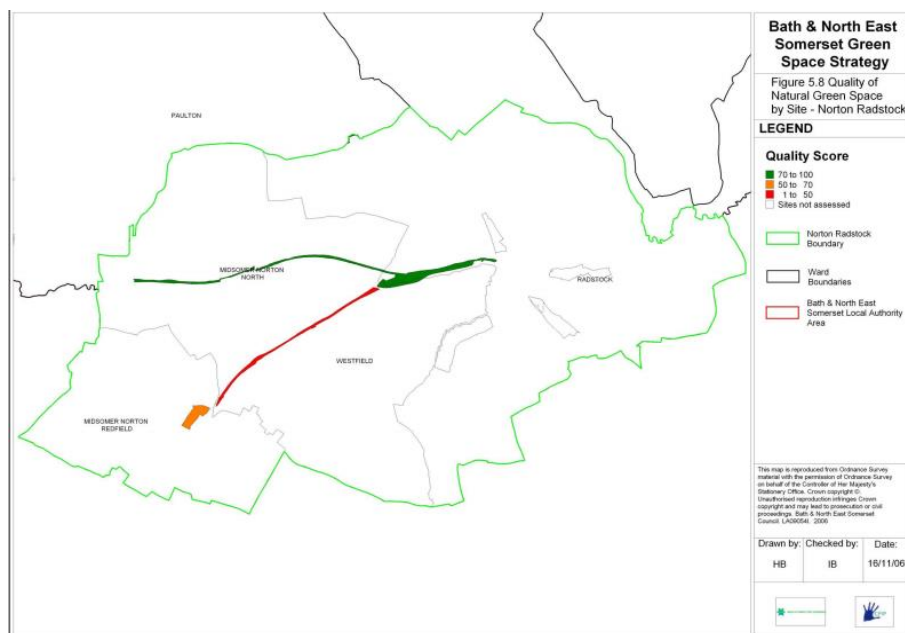 Bath & North East
Somerset Green
Space Strategy
Figure 5.8 Quality of
Natural Green Space
by Site - Norton Radstock
LEGEND
Quality Score
70 to 100
50 to 70
1 to 50
Sites not assessed
Norton Radstock
Boundary
Ward
Boundaries
Bath & North East
Somerset Local Authority
Area
PAULTON
MIDSOMER NORTON
NORTH
RADSTOCK
WESTFIELD
MIDSOMER NORTON
REDFIELD
This map is reproduced from Ordnance Survey
material with the permission of Ordnance Survey
on behalf of the Controller of Her Majesty's
Stationery Office. Crown copyright ©.
Unauthorised reproduction infringes Crown
copyright and may lead to prosecution or civil
proceedings. Bath & North East Somerset
Council. 2006
Drawn by: Checked by: Date:
HB IB 16/11/06